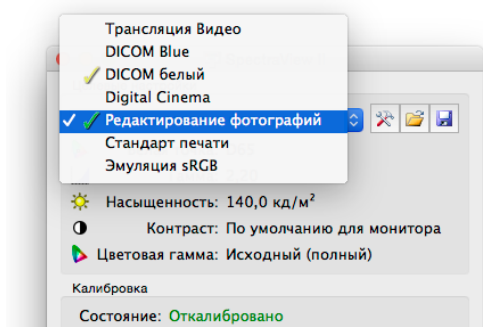 Трансляция Видео
DICOM Blue
DICOM белый
Digital Cinema
Редактирование фотографий
Стандарт печати
Эмуляция sRGB
Насыщенность: 140,0 кд/м²
Контраст: По умолчанию для монитора
Цветовая гамма: Исходный (полный)
Калибровка
Состояние: Откалибровано